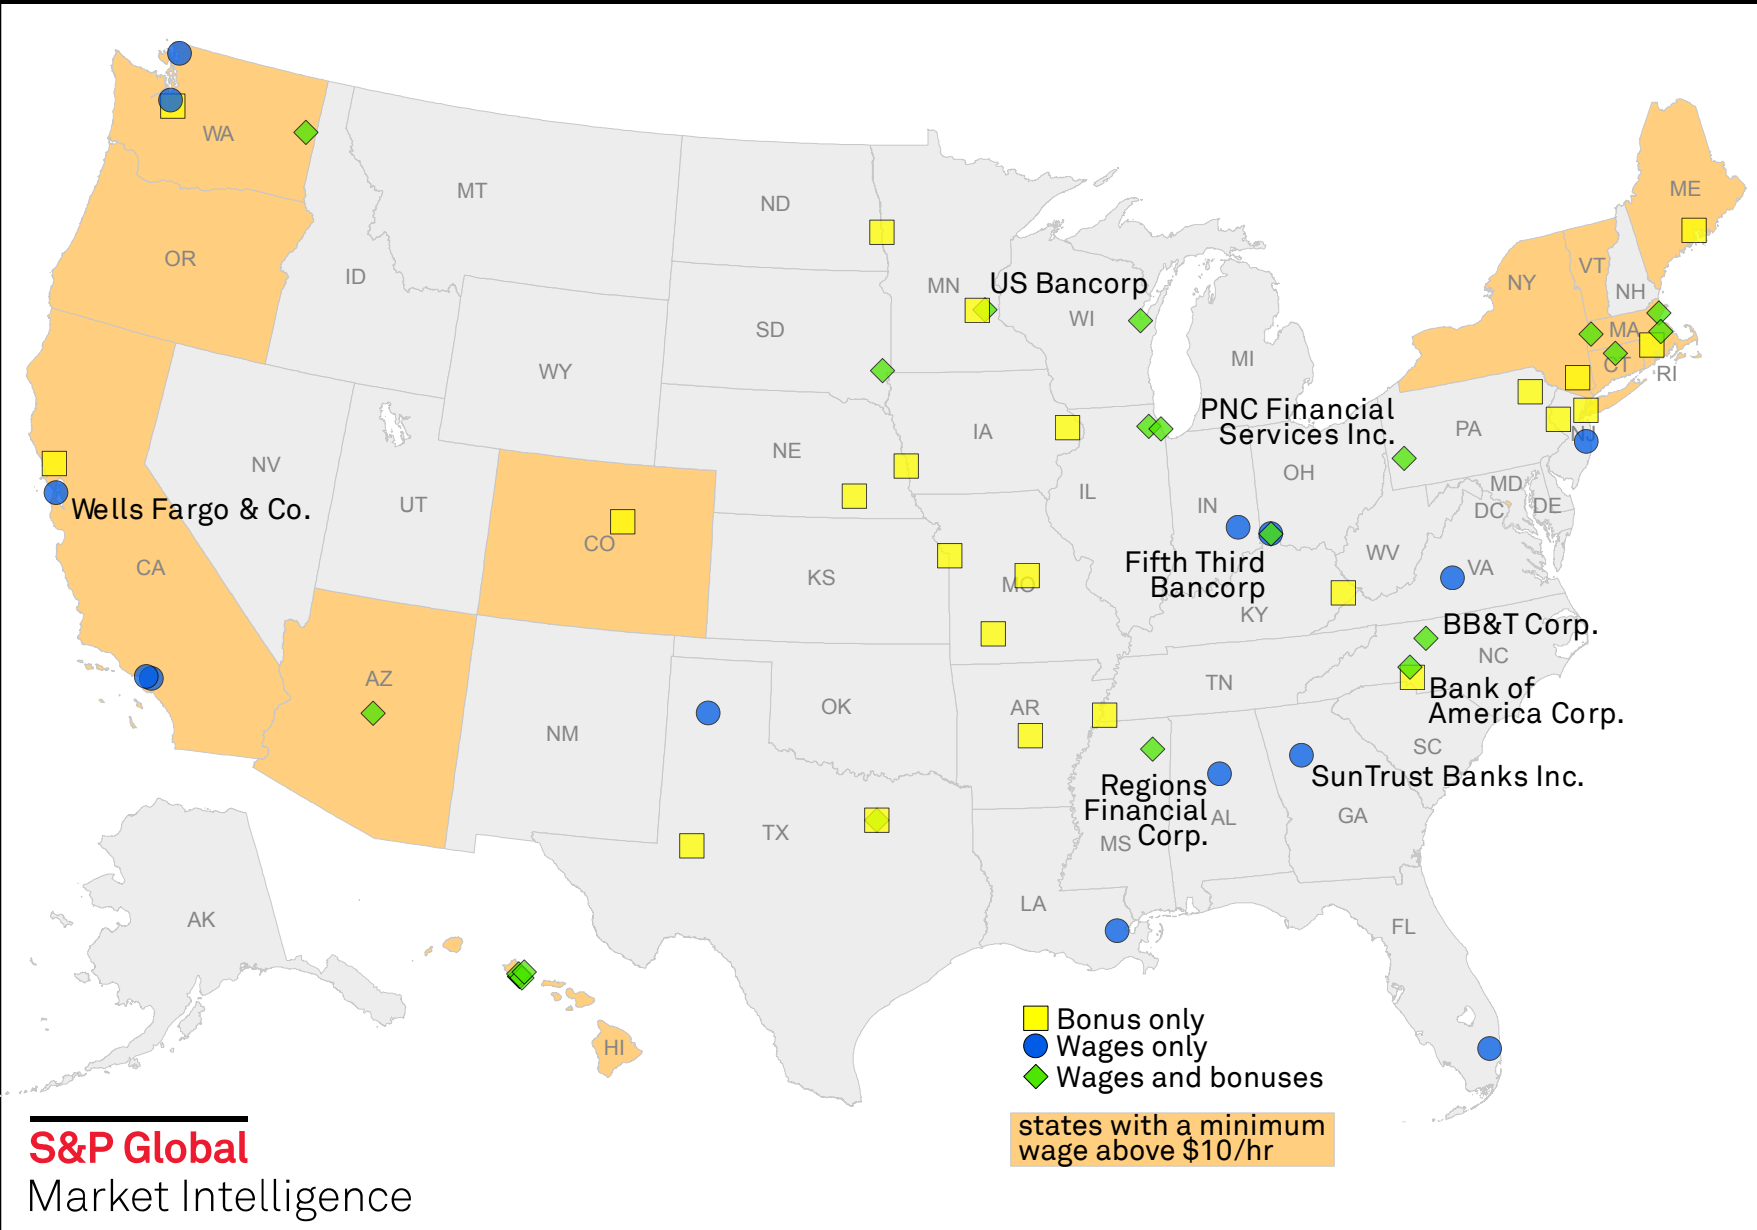 WA
MT
ND
ME
OR
ID
MN
US Bancorp
WI
NY
VT
NH
SD
WY
MI
MA
CT
RI
PNC Financial
Services Inc.
IA
NE
PA
NJ
NV
UT
Wells Fargo & Co.
IL
IN
OH
MD
DC
DE
CO
CA
KS
MO
Fifth Third
Bancorp
KY
WV
VA
BB&T Corp.
NC
AZ
NM
OK
AR
TN
Bank of
America Corp.
SC
SunTrust Banks Inc.
Regions
Financial
Corp.
TX
MS
AL
GA
LA
FL
AK
HI
Bonus only
Wages only
Wages and bonuses
states with a minimum
wage above $10/hr
S&P Global
Market Intelligence